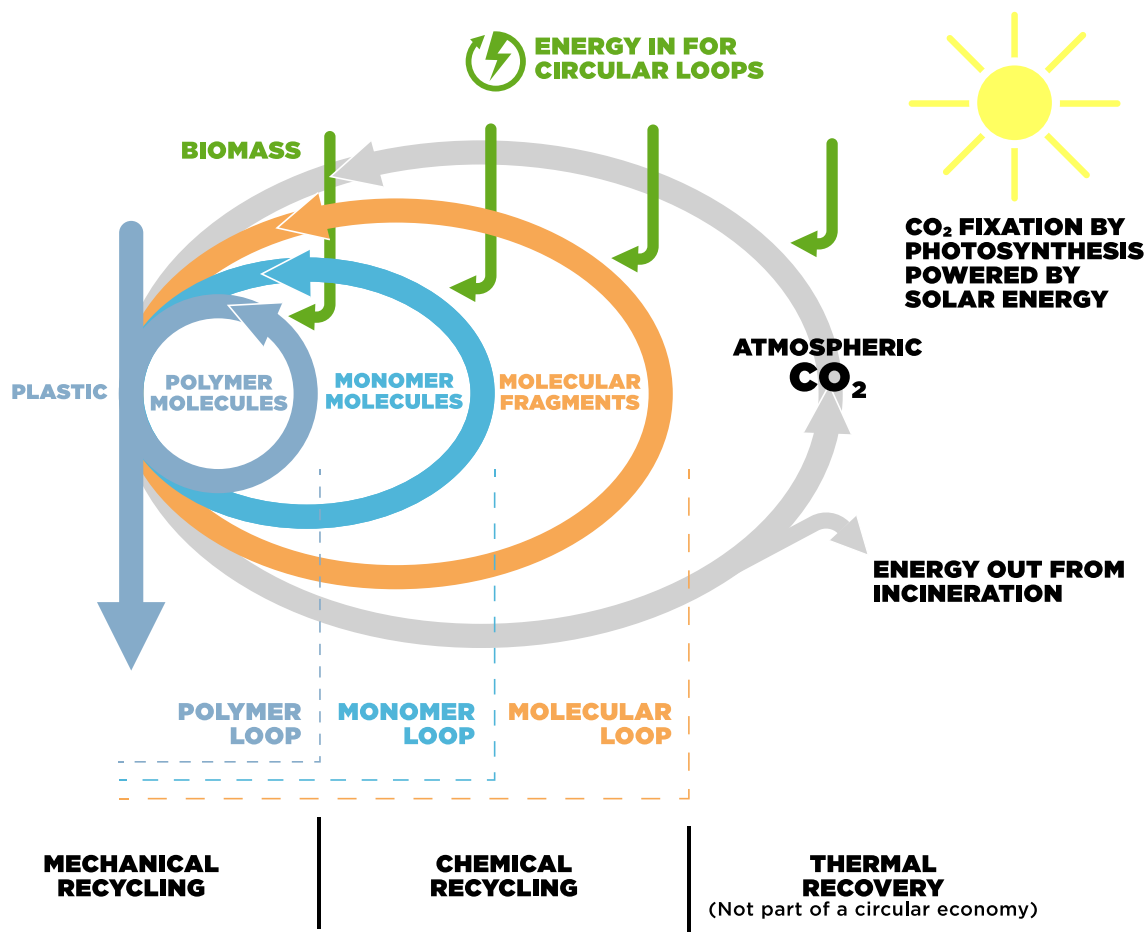 ENERGY IN FOR
CIRCULAR LOOPS
BIOMASS
CO₂ FIXATION BY
PHOTOSYNTHESIS
POWERED BY
SOLAR ENERGY
ATMOSPHERIC
CO₂
PLASTIC
POLYMER
MOLECULES
MONOMER
MOLECULES
MOLECULAR
FRAGMENTS
ENERGY OUT FROM
INCINERATION
POLYMER
LOOP
MONOMER
LOOP
MOLECULAR
LOOP
MECHANICAL
RECYCLING
CHEMICAL
RECYCLING
THERMAL
RECOVERY
(Not part of a circular economy)